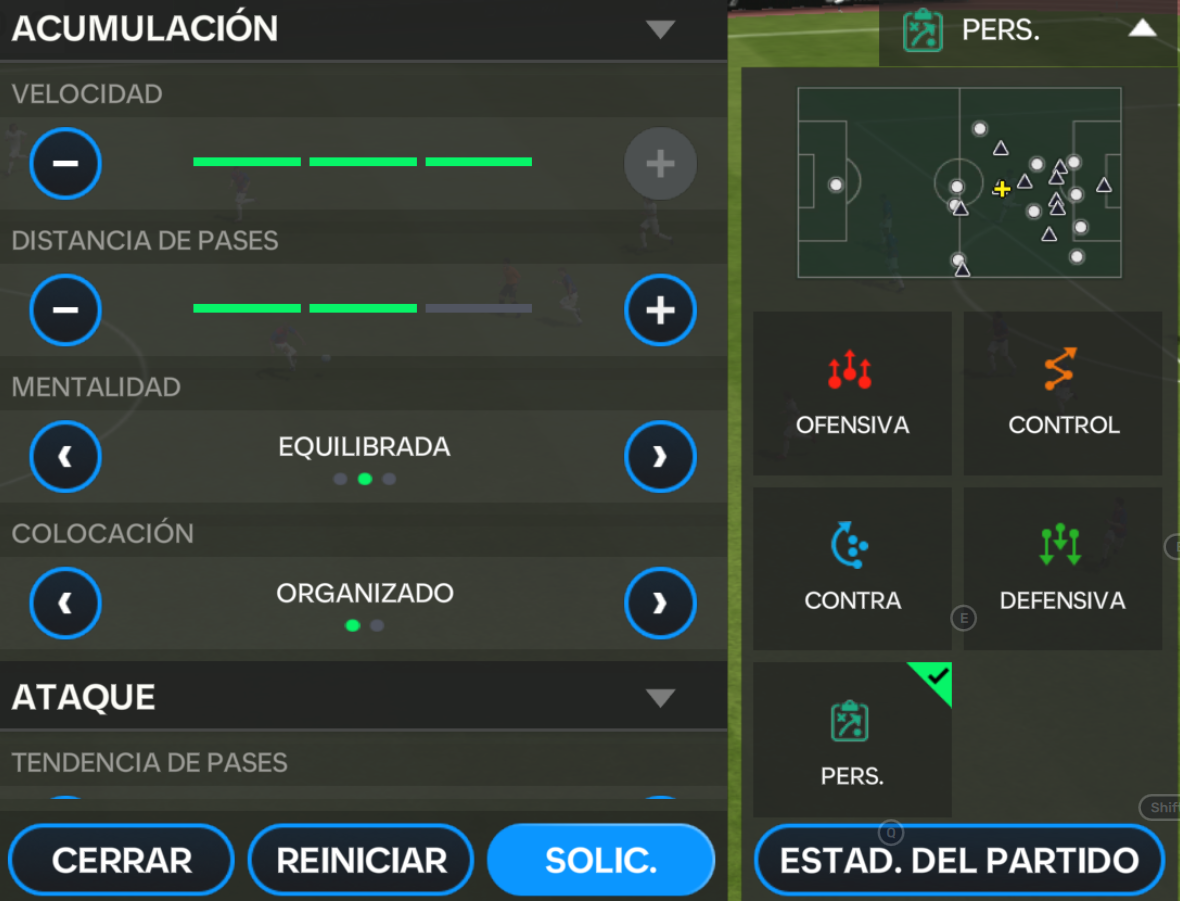 ACUMULACIÓN
VELOCIDAD
DISTANCIA DE PASES
MENTALIDAD
EQUILIBRADA
COLOCACIÓN
ORGANIZADO
ATAQUE
TENDENCIA DE PASES
CERRAR
REINICIAR
SOLIC.
PERS.
OFENSIVA
CONTROL
CONTRA
DEFENSIVA
E
PERS.
Shift
Q
ESTAD. DEL PARTIDO